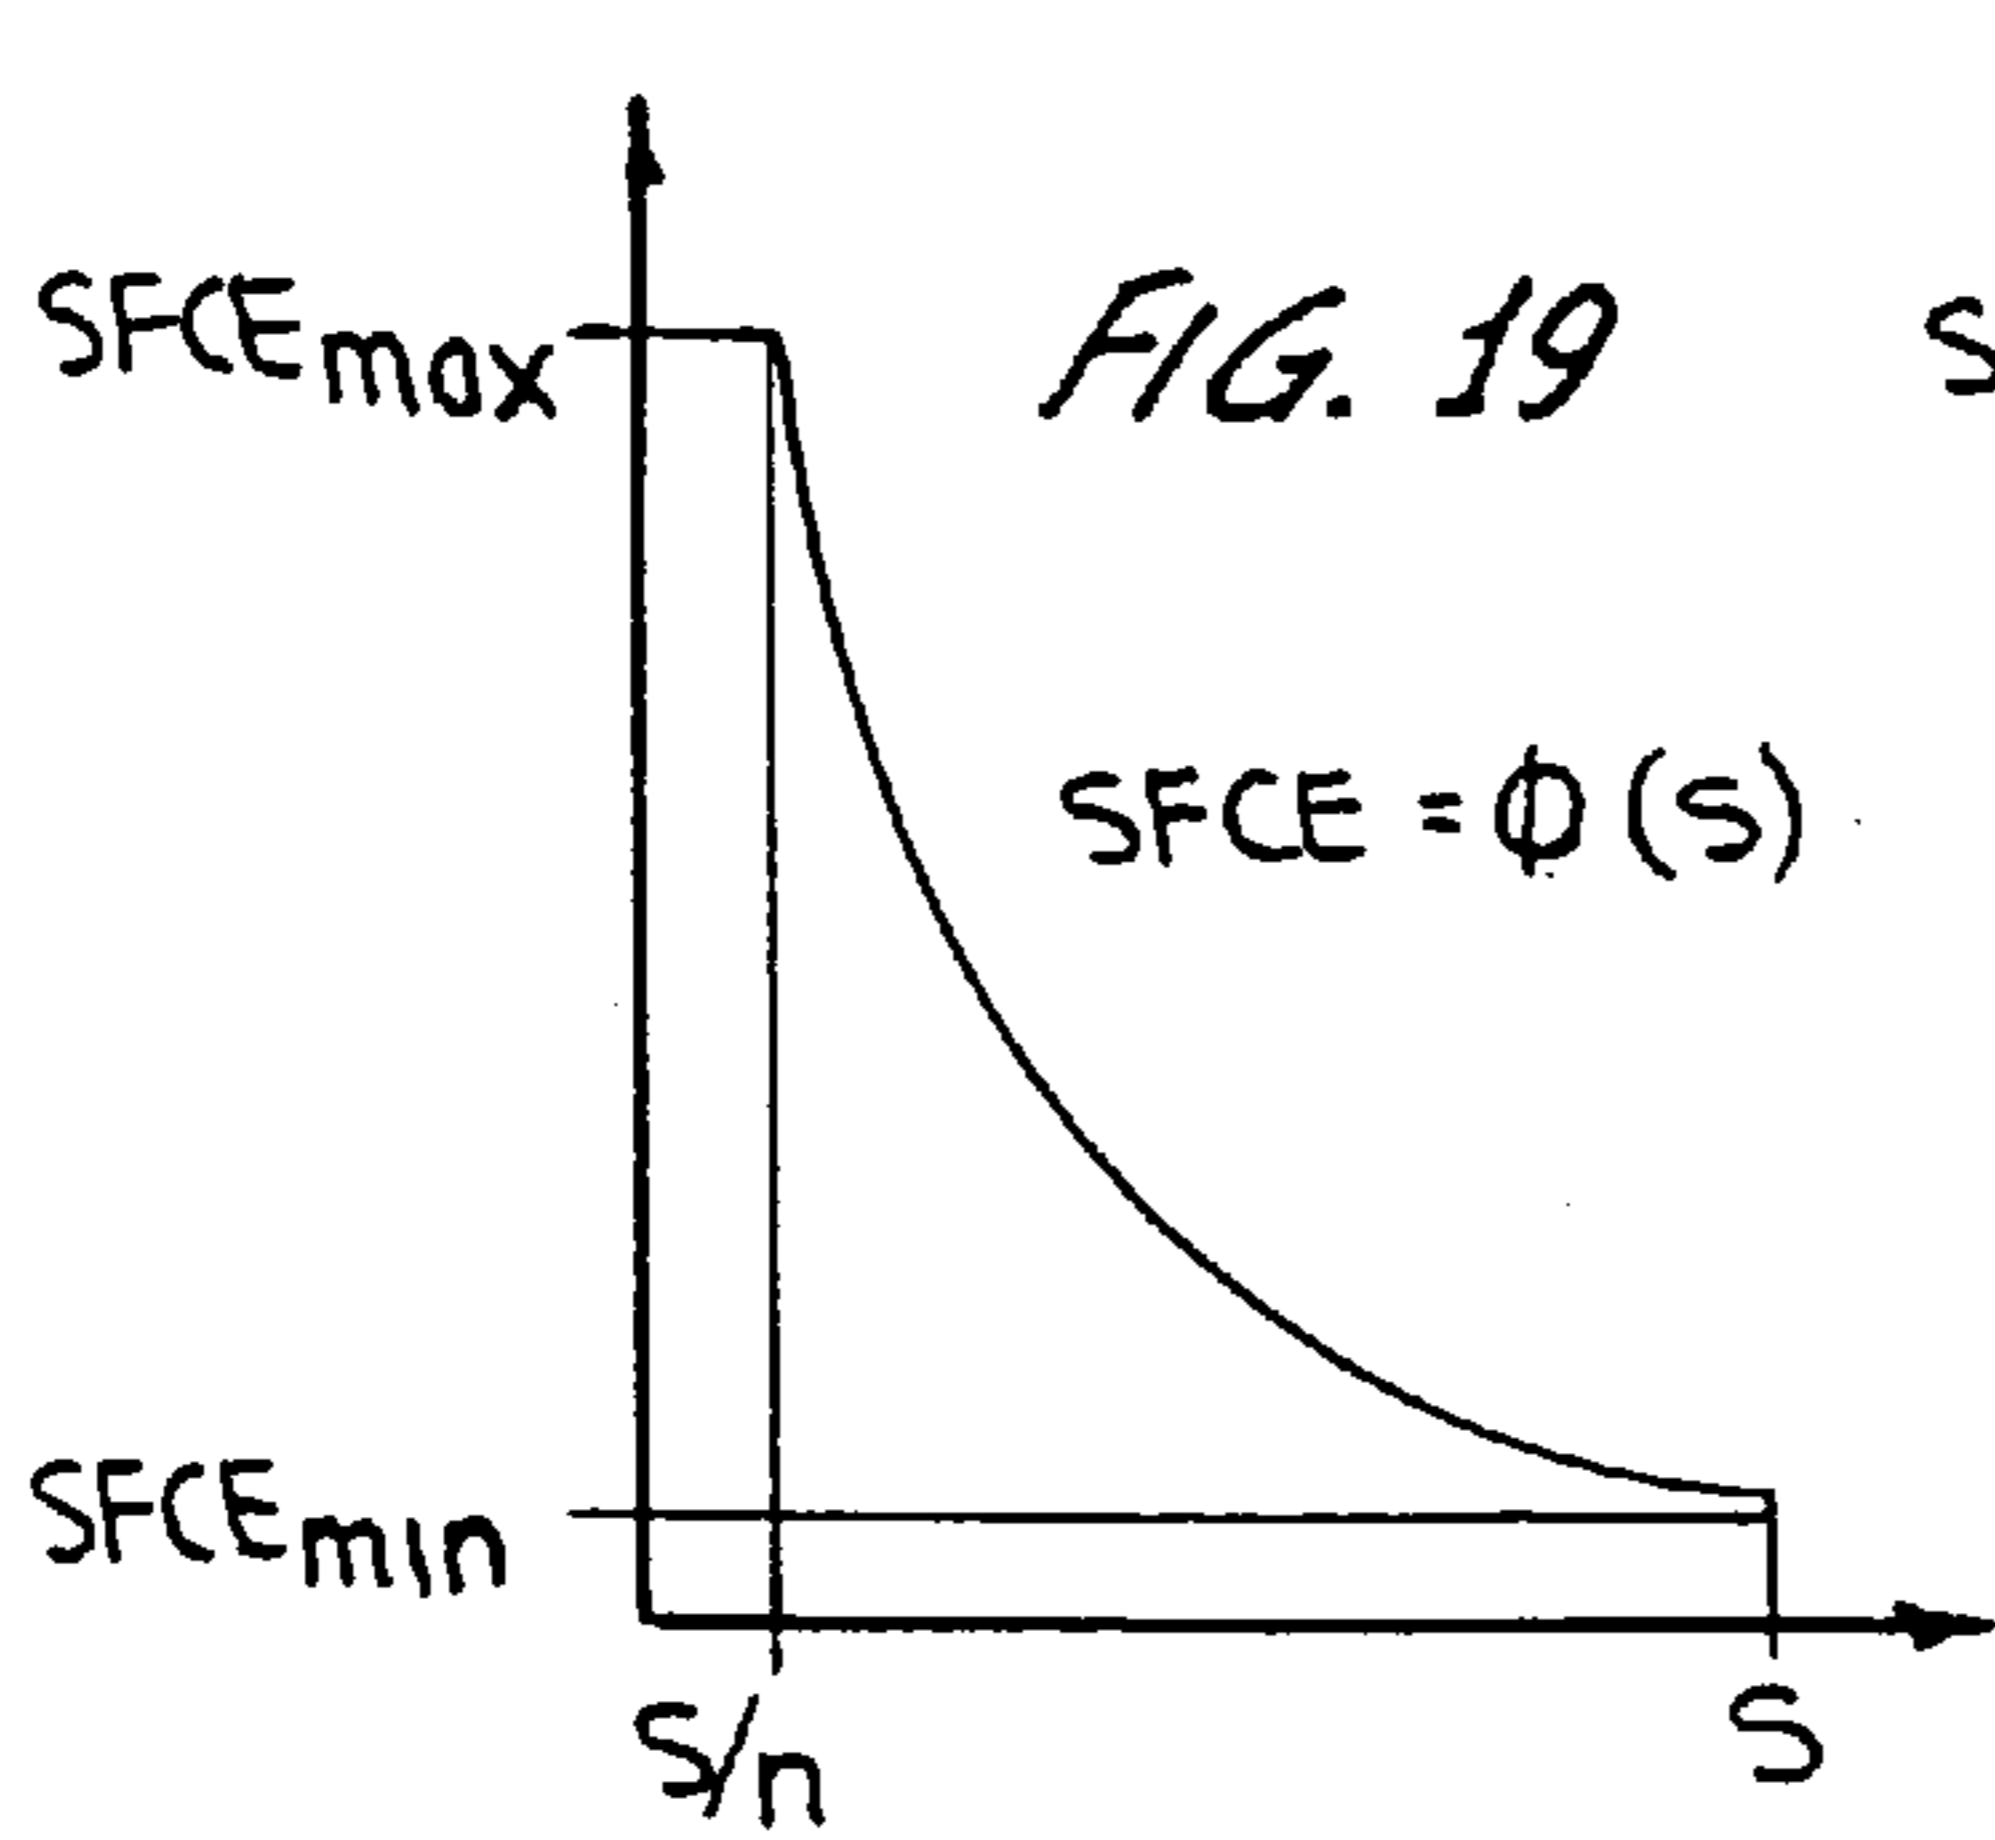 FIG. 19
S
SFCEmax
SFCE = Φ (S)
SFCEmin
S/n
S